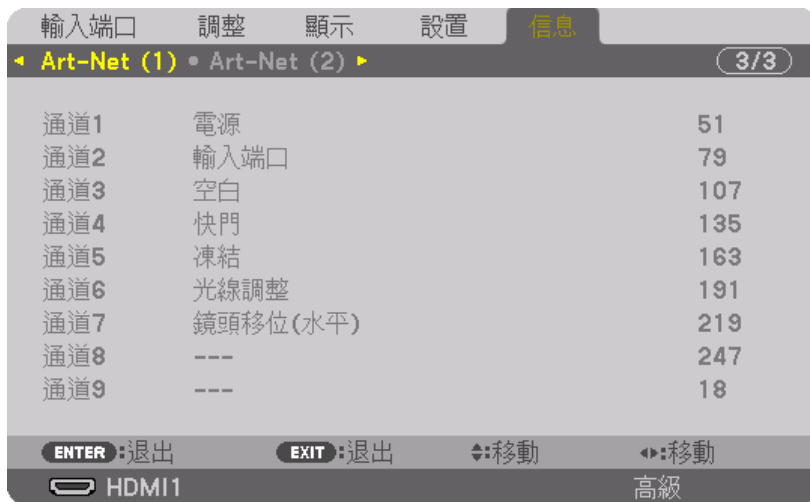 輸入端口 調整 顯示 設置 信息
◂ Art-Net (1) • Art-Net (2) ▸ 3/3
通道1 電源 51
通道2 輸入端口 79
通道3 空白 107
通道4 快門 135
通道5 凍結 163
通道6 光線調整 191
通道7 鏡頭移位(水平) 219
通道8 --- 247
通道9 --- 18
ENTER:退出 EXIT:退出 ♦:移動 ◂▸:移動
HDMI1 高級